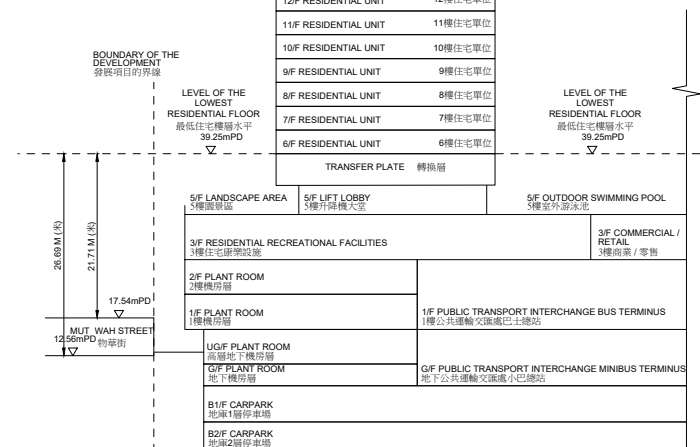 12/F RESIDENTIAL UNIT 12樓住宅單位
11/F RESIDENTIAL UNIT 11樓住宅單位
10/F RESIDENTIAL UNIT 10樓住宅單位
BOUNDARY OF THE
DEVELOPMENT
發展項目的界線
9/F RESIDENTIAL UNIT 9樓住宅單位
LEVEL OF THE
LOWEST
RESIDENTIAL FLOOR
最低住宅樓層水平
39.25mPD
8/F RESIDENTIAL UNIT 8樓住宅單位
7/F RESIDENTIAL UNIT 7樓住宅單位
6/F RESIDENTIAL UNIT 6樓住宅單位
LEVEL OF THE
LOWEST
RESIDENTIAL FLOOR
最低住宅樓層水平
39.25mPD
TRANSFER PLATE 轉換層
5/F LANDSCAPE AREA
5樓園景區
5/F LIFT LOBBY
5樓升降機大堂
5/F OUTDOOR SWIMMING POOL
5樓室外游泳池
26.69 M (米)
21.71 M (米)
3/F RESIDENTIAL RECREATIONAL FACILITIES
3樓住宅康樂設施
3/F COMMERCIAL /
RETAIL
3樓商業 / 零售
2/F PLANT ROOM
2樓機房層
17.54mPD
1/F PLANT ROOM
1樓機房層
1/F PUBLIC TRANSPORT INTERCHANGE BUS TERMINUS
1樓公共運輸交匯處巴士總站
MUT WAH STREET
物華街
12.56mPD
UG/F PLANT ROOM
高層地下機房層
G/F PLANT ROOM
地下機房層
G/F PUBLIC TRANSPORT INTERCHANGE MINIBUS TERMINUS
地下公共運輸交匯處小巴總站
B1/F CARPARK
地庫1層停車場
B2/F CARPARK
地庫2層停車場